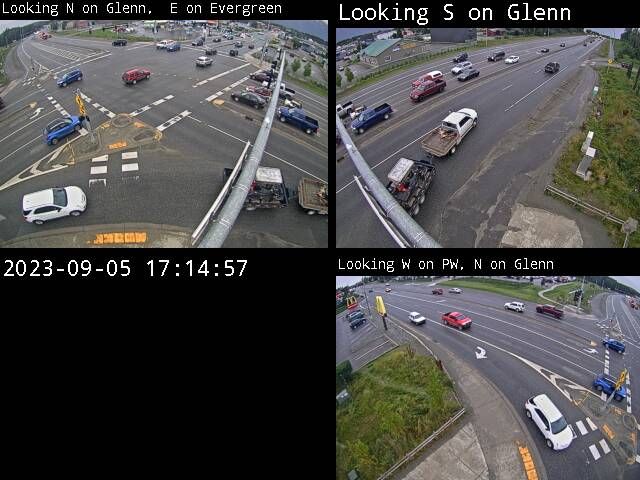 Looking N on Glenn,  E on Evergreen
Looking S on Glenn
2023-09-05 17:14:57
Looking W on PW, N on Glenn